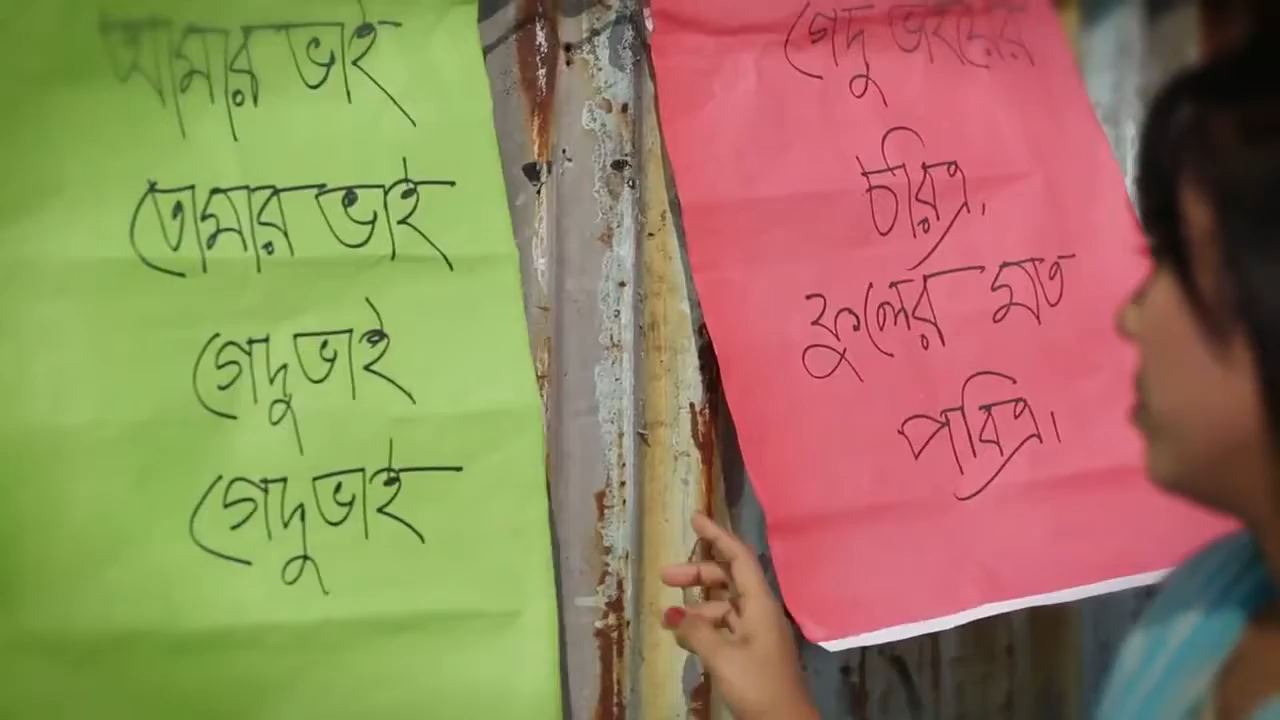 আমার ভাই
তোমার ভাই
গেদু ভাই
গেদু ভাই
গেদু ভাইয়ের
চরিত্র,
ফুলের মত
পবিত্র।